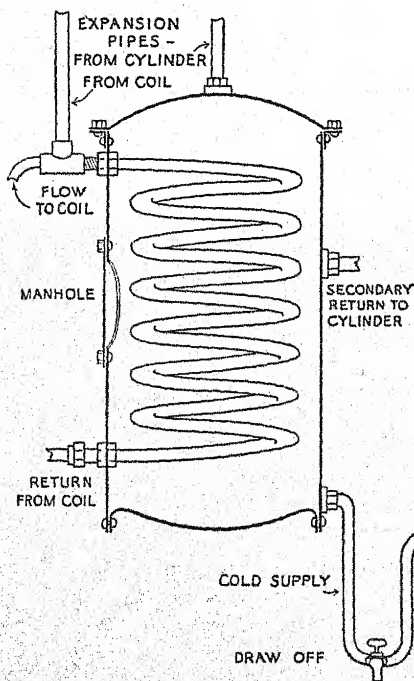 EXPANSION
PIPES -
FROM CYLINDER
FROM COIL
FLOW
TO COIL
MANHOLE
SECONDARY
RETURN TO
CYLINDER
RETURN
FROM COIL
COLD SUPPLY
DRAW OFF